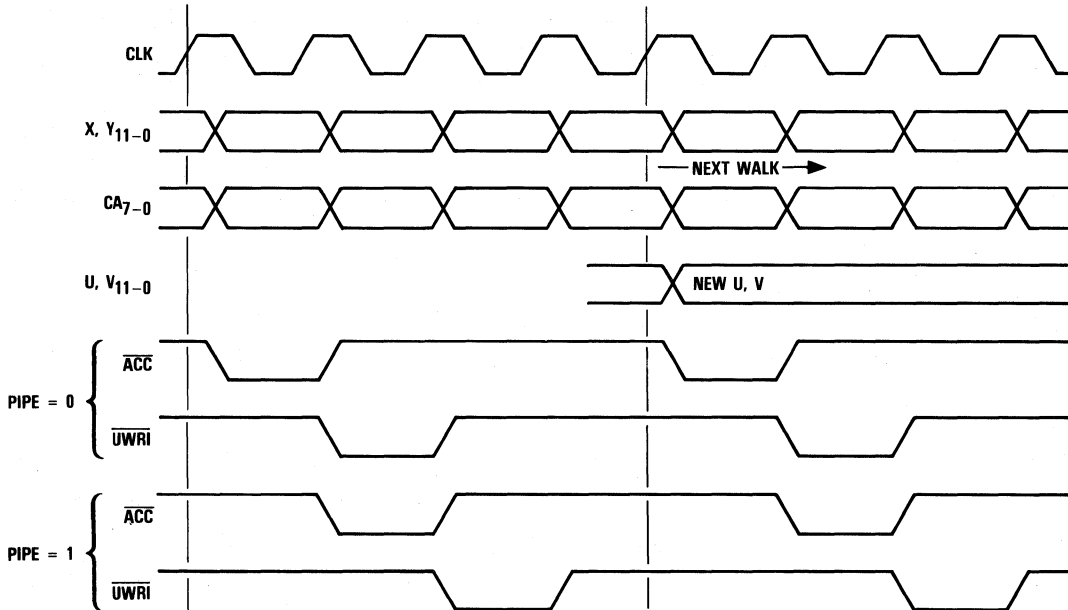 CLK
X, Y11–0
NEXT WALK
CA7–0
U, V11–0
NEW U, V
ACC
PIPE = 0
UWRI
ACC
PIPE = 1
UWRI